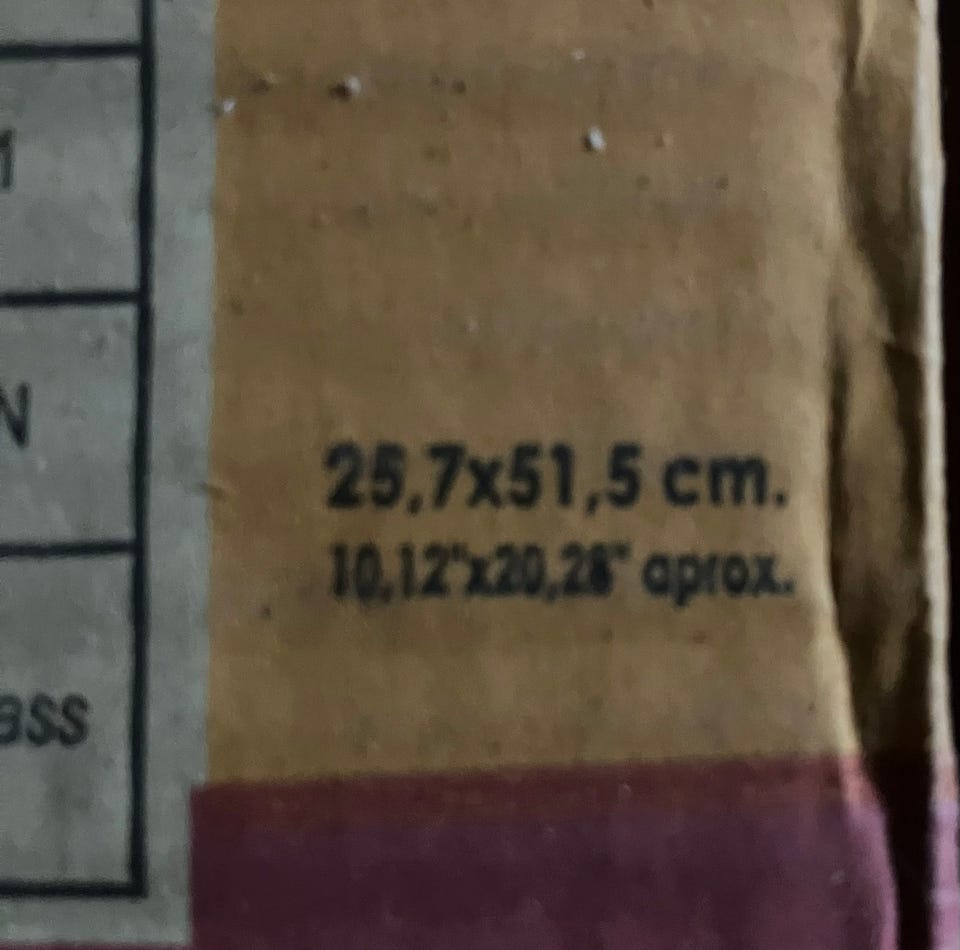 N
ass
25,7x51,5 cm.
10,12"x20,28" aprox.